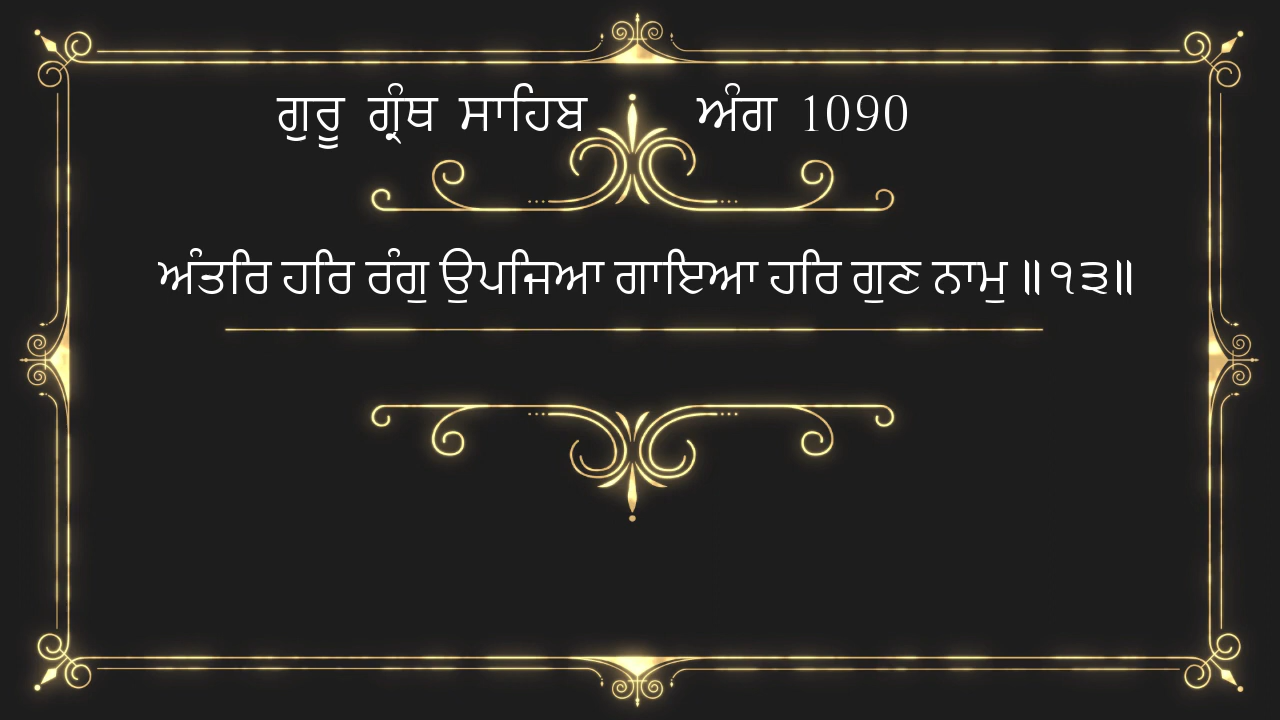 ਗੁਰੂ ਗ੍ਰੰਥ ਸਾਹਿਬ ਅੰਗ 1090
ਅੰਤਰਿ ਹਰਿ ਰੰਗੁ ਉਪਜਿਆ ਗਾਇਆ ਹਰਿ ਗੁਣ ਨਾਮੁ ॥੧੩॥